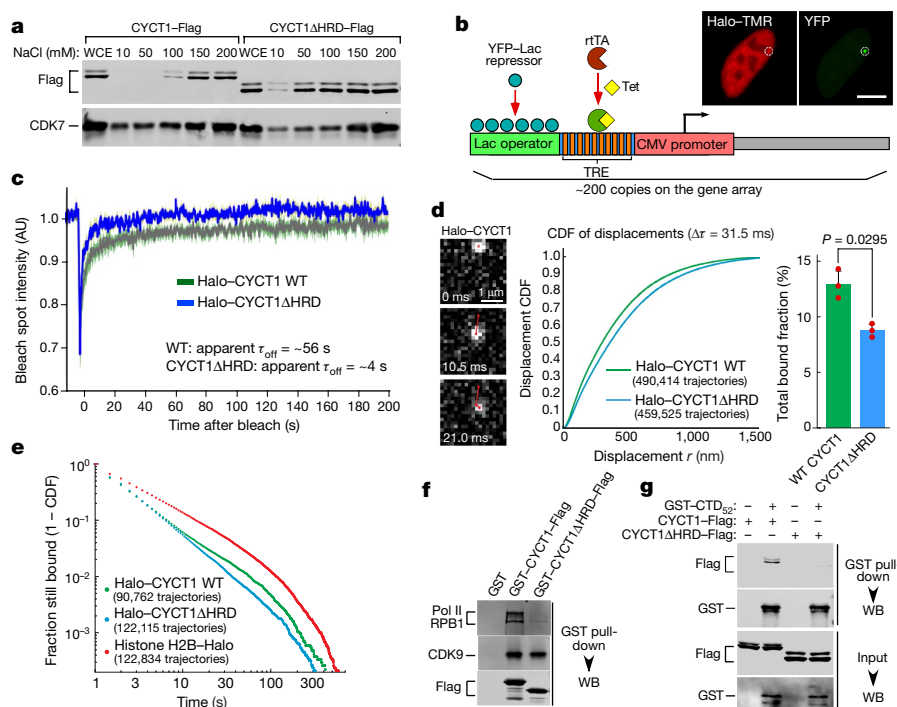 a
CYCT1–Flag
CYCT1ΔHRD–Flag
NaCl (mM): WCE 10 50 100 150 200 WCE 10 50 100 150 200
Flag
CDK7
b
YFP–Lac
repressor
rtTA
Tet
Halo–TMR
YFP
Lac operator
CMV promoter
TRE
~200 copies on the gene array
c
Bleach spot intensity (AU)
1.0
0.9
0.8
0.7
0.6
Halo–CYCT1 WT
Halo–CYCT1ΔHRD
WT: apparent τoff = ~56 s
CYCT1ΔHRD: apparent τoff = ~4 s
0 20 40 60 80 100 120 140 160 180 200
Time after bleach (s)
d
Halo–CYCT1
0 ms
1 μm
10.5 ms
21.0 ms
CDF of displacements (Δτ = 31.5 ms)
Displacement CDF
1.0
0.9
0.8
0.7
0.6
0.5
0.4
0.3
0.2
0.1
0
Halo–CYCT1 WT
(490,414 trajectories)
Halo–CYCT1ΔHRD
(459,525 trajectories)
0 500 1,000 1,500
Displacement r (nm)
P = 0.0295
Total bound fraction (%)
15
10
5
0
WT CYCT1
CYCT1ΔHRD
e
Fraction still bound (1 – CDF)
10⁰
10⁻¹
10⁻²
10⁻³
Halo–CYCT1 WT
(90,762 trajectories)
Halo–CYCT1ΔHRD
(122,115 trajectories)
Histone H2B–Halo
(122,834 trajectories)
1 3 10 30 100 300
Time (s)
f
GST
GST–CYCT1–Flag
GST–CYCT1ΔHRD–Flag
Pol II
RPB1
CDK9
Flag
GST pull-
down
WB
g
GST-CTD52: – + – +
CYCT1–Flag: + + – –
CYCT1ΔHRD–Flag: – – + +
Flag
GST
GST pull-
down
WB
Flag
GST
Input
WB